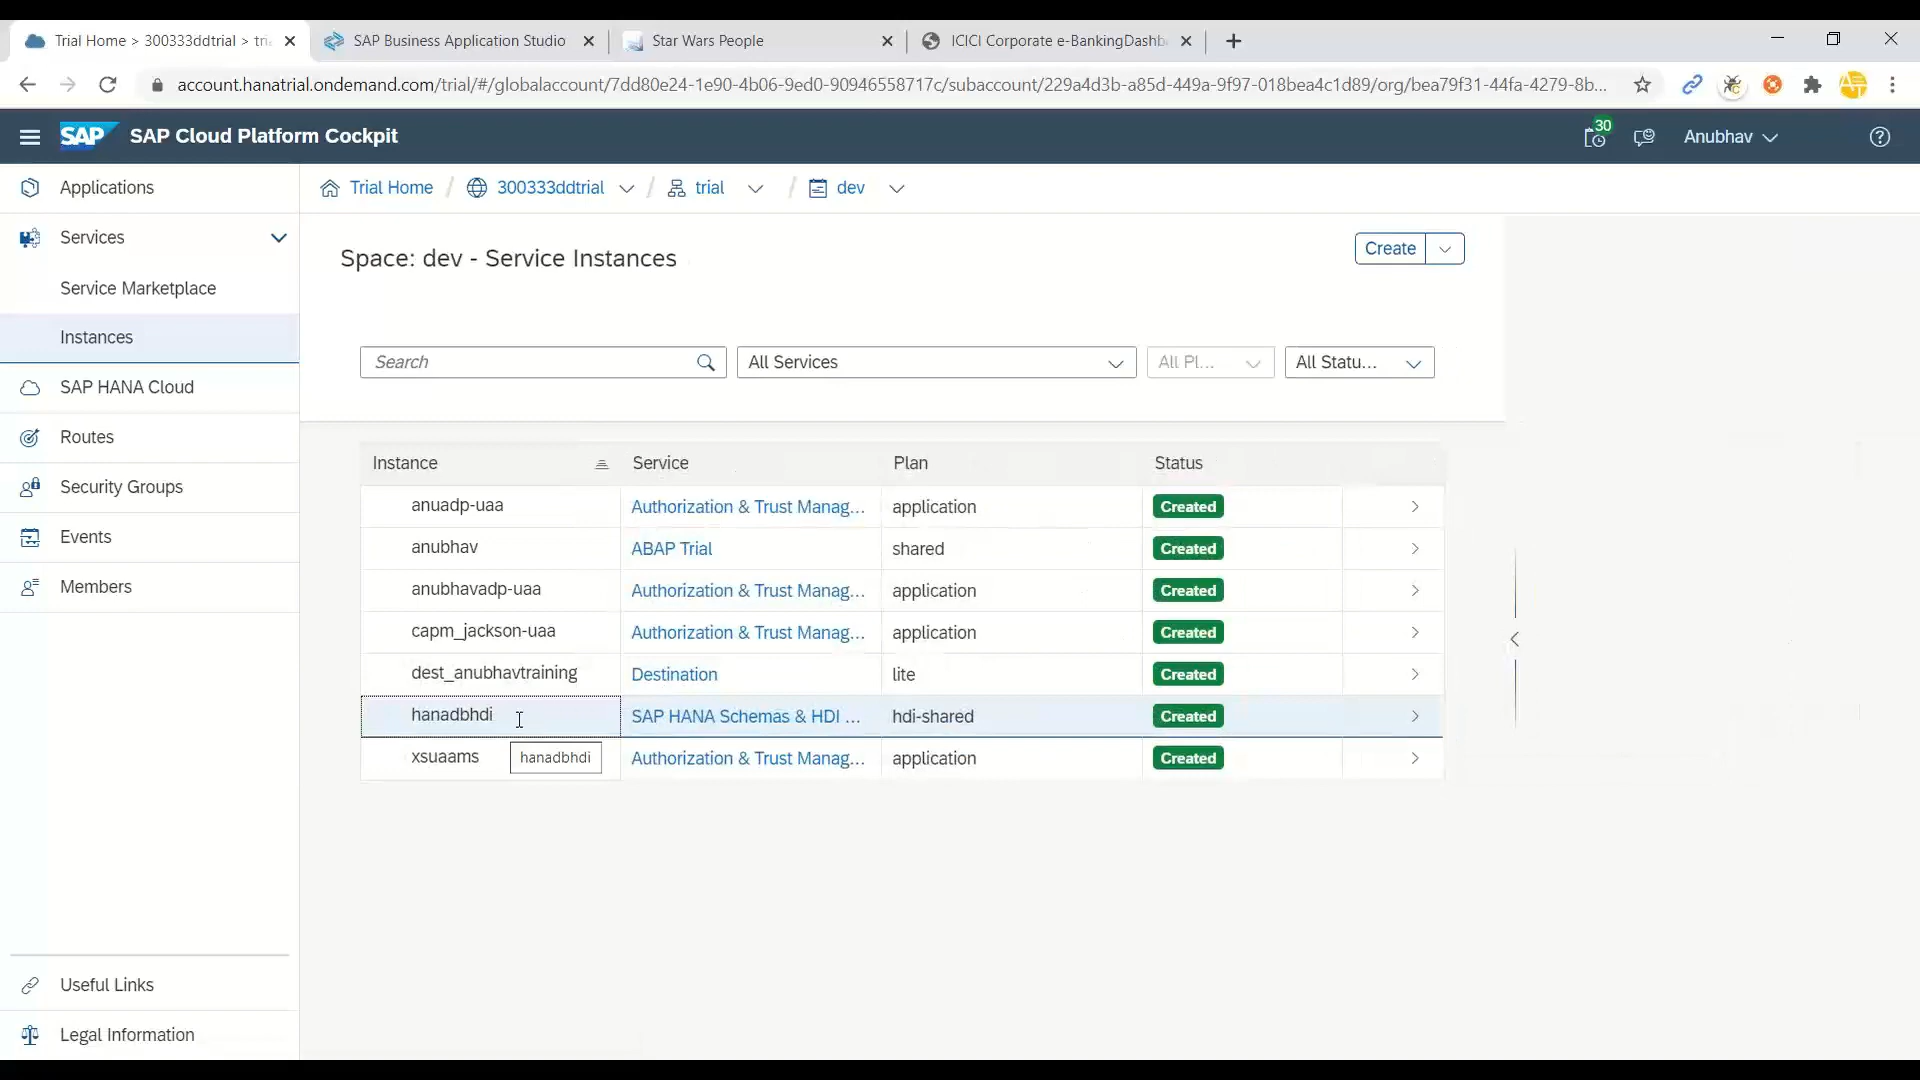 Trial Home > 300333ddtrial > tri
SAP Business Application Studio
Star Wars People
ICICI Corporate e-BankingDashb
account.hanatrial.ondemand.com/trial/#/globalaccount/7dd80e24-1e90-4b06-9ed0-90946558717c/subaccount/229a4d3b-a85d-449a-9f97-018bea4c1d89/org/bea79f31-44fa-4279-8b...
SAP
SAP Cloud Platform Cockpit
30
Anubhav
Applications
Services
Service Marketplace
Instances
SAP HANA Cloud
Routes
Security Groups
Events
Members
Useful Links
Legal Information
Trial Home / 300333ddtrial / trial / dev
Space: dev - Service Instances
Create
Search
All Services
All Pl...
All Statu...
Instance Service Plan Status
anuadp-uaa Authorization & Trust Manag... application Created
anubhav ABAP Trial shared Created
anubhavadp-uaa Authorization & Trust Manag... application Created
capm_jackson-uaa Authorization & Trust Manag... application Created
dest_anubhavtraining Destination lite Created
hanadbhdi SAP HANA Schemas & HDI ... hdi-shared Created
xsuaams Authorization & Trust Manag... application Created
hanadbhdi